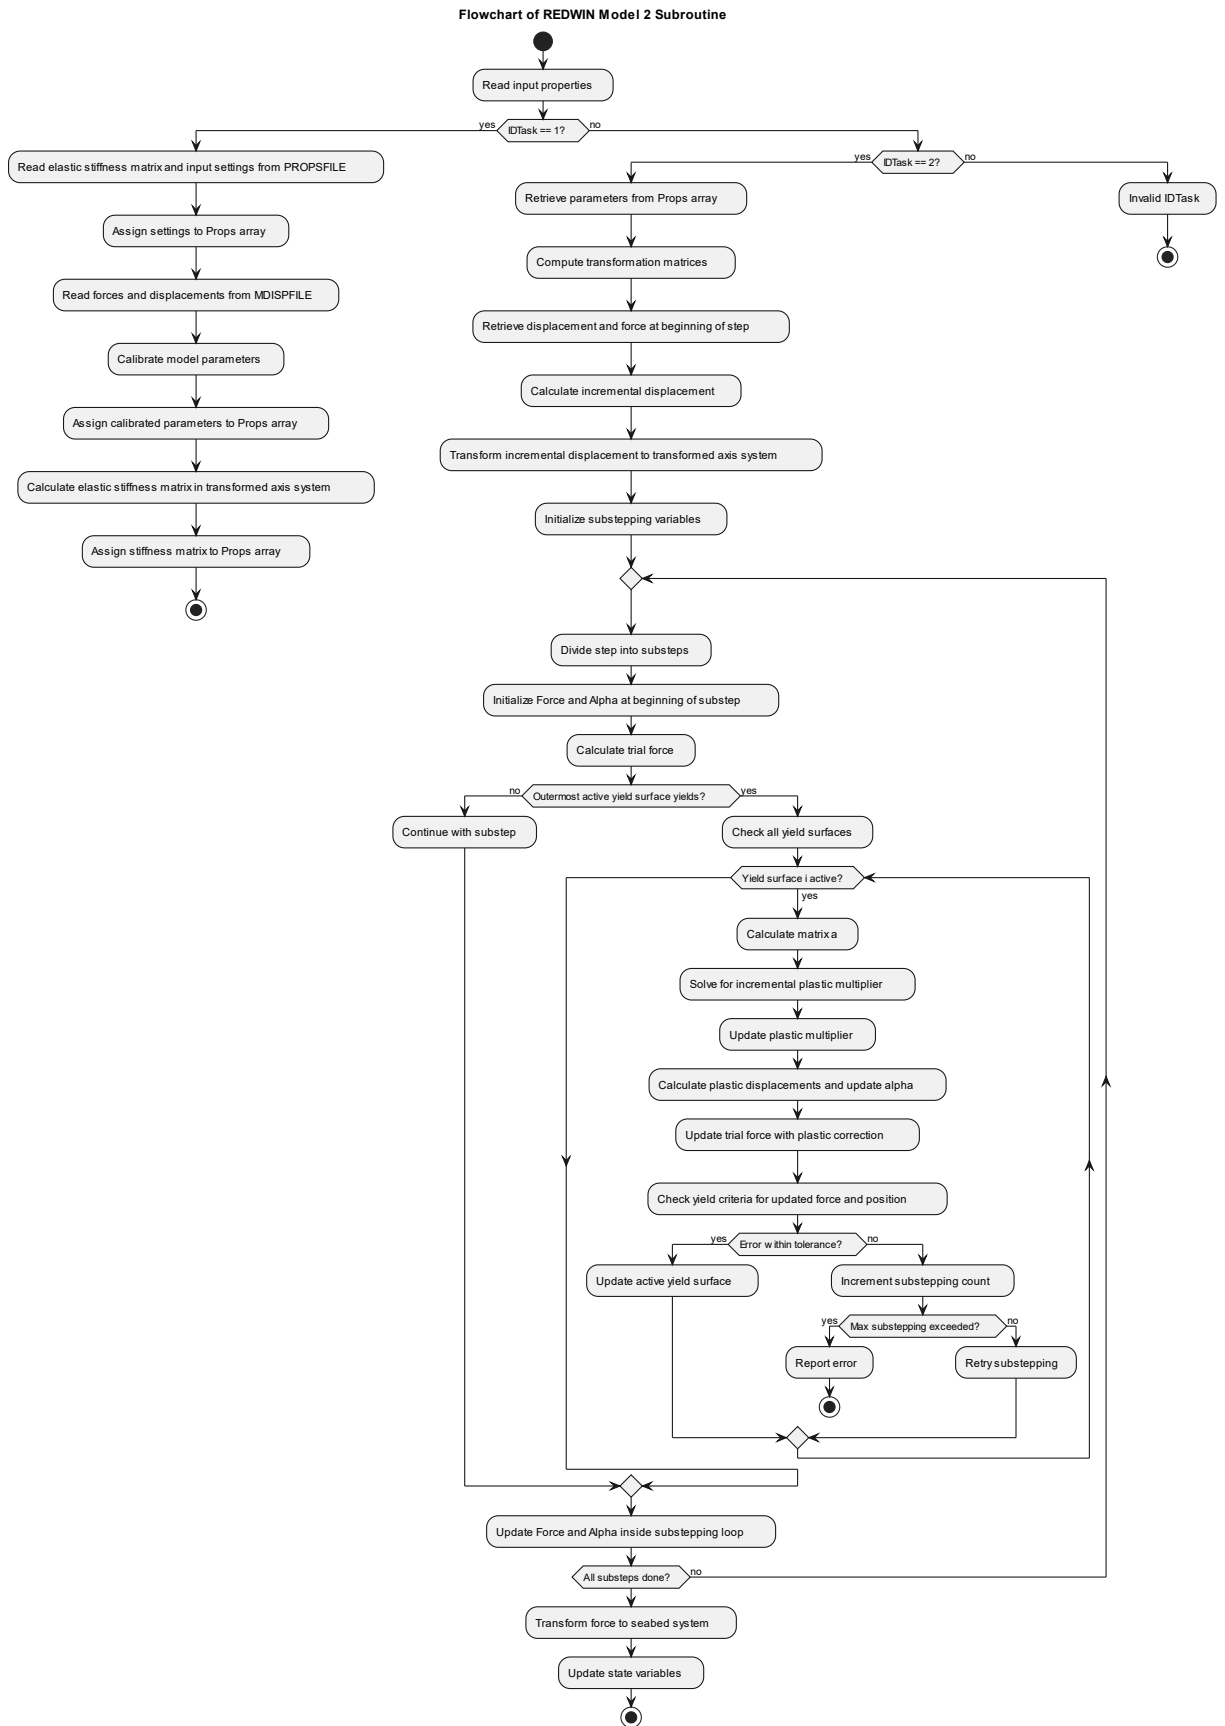 Flowchart of REDWIN Model 2 Subroutine
Read input properties
yes
IDTask == 1?
no
Read elastic stiffness matrix and input settings from PROPSFILE
Assign settings to Props array
Read forces and displacements from MDISPFILE
Calibrate model parameters
Assign calibrated parameters to Props array
Calculate elastic stiffness matrix in transformed axis system
Assign stiffness matrix to Props array
yes
IDTask == 2?
no
Retrieve parameters from Props array
Compute transformation matrices
Retrieve displacement and force at beginning of step
Calculate incremental displacement
Transform incremental displacement to transformed axis system
Initialize substepping variables
Invalid IDTask
Divide step into substeps
Initialize Force and Alpha at beginning of substep
Calculate trial force
no
Outermost active yield surface yields?
yes
Continue with substep
Check all yield surfaces
Yield surface i active?
yes
Calculate matrix a
Solve for incremental plastic multiplier
Update plastic multiplier
Calculate plastic displacements and update alpha
Update trial force with plastic correction
Check yield criteria for updated force and position
yes
Error within tolerance?
no
Update active yield surface
Increment substepping count
yes
Max substepping exceeded?
no
Report error
Retry substepping
Update Force and Alpha inside substepping loop
All substeps done?
no
Transform force to seabed system
Update state variables